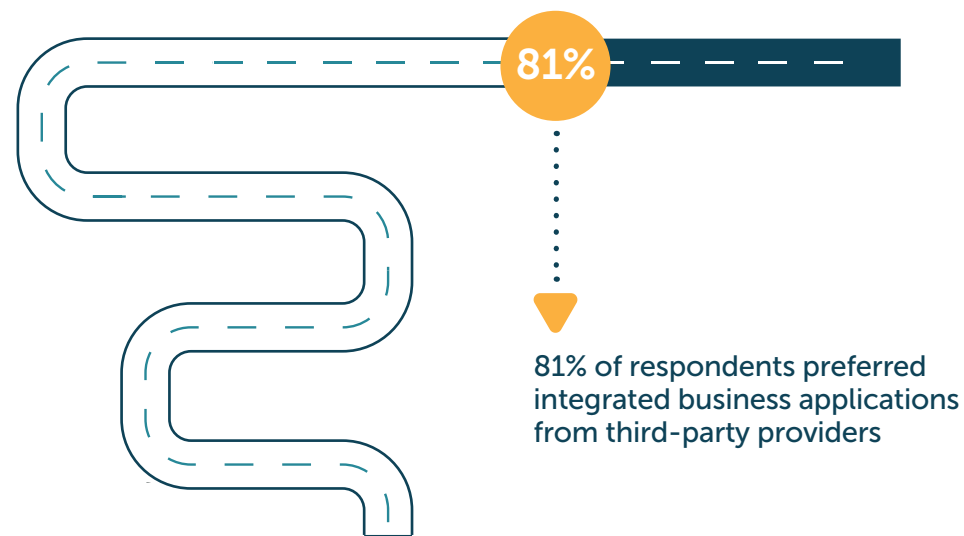 81%
81% of respondents preferred
integrated business applications
from third-party providers